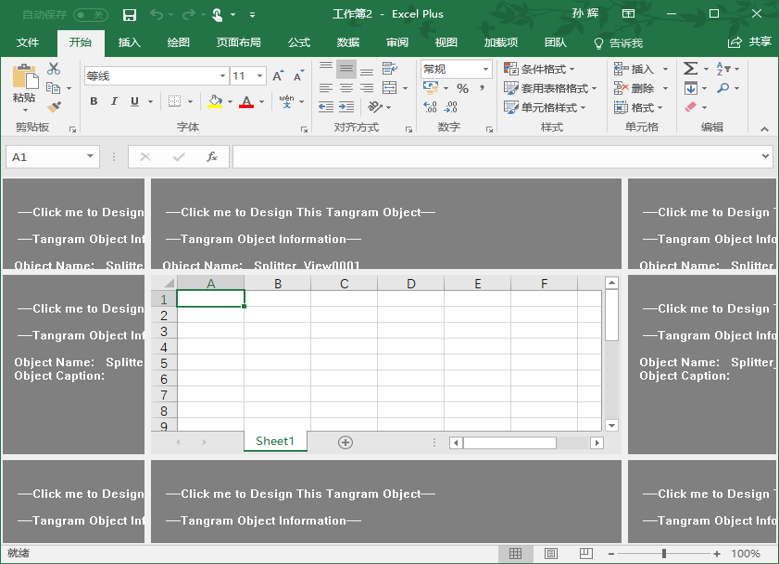 自动保存 关 工作簿2 - Excel Plus 孙 辉
文件 开始 插入 绘图 页面布局 公式 数据 审阅 视图 加载项 团队 告诉我 共享
粘贴 等线 11 A A 常规 条件格式 插入 Σ
B I U A wén 文 % , 套用表格格式 删除
.00 单元格样式 格式
剪贴板 字体 对齐方式 数字 样式 单元格 编辑
A1 fx
—Click me to Design —Click me to Design This Tangram Object— —Click me to Design T
—Tangram Object Inf —Tangram Object Information— —Tangram Object Info
Object Name: Splitte Object Name: Splitter_View0001 Object Name: Splitter_
A B C D E F
1
2
3
4
5
6
7
8
9
—Click me to Design —Click me to Design T
—Tangram Object Inf —Tangram Object Info
Object Name: Splitte Object Name: Splitter_
Object Caption: Object Caption:
Sheet1
—Click me to Design —Click me to Design This Tangram Object— —Click me to Design T
—Tangram Object Inf —Tangram Object Information— —Tangram Object Info
就绪 100%